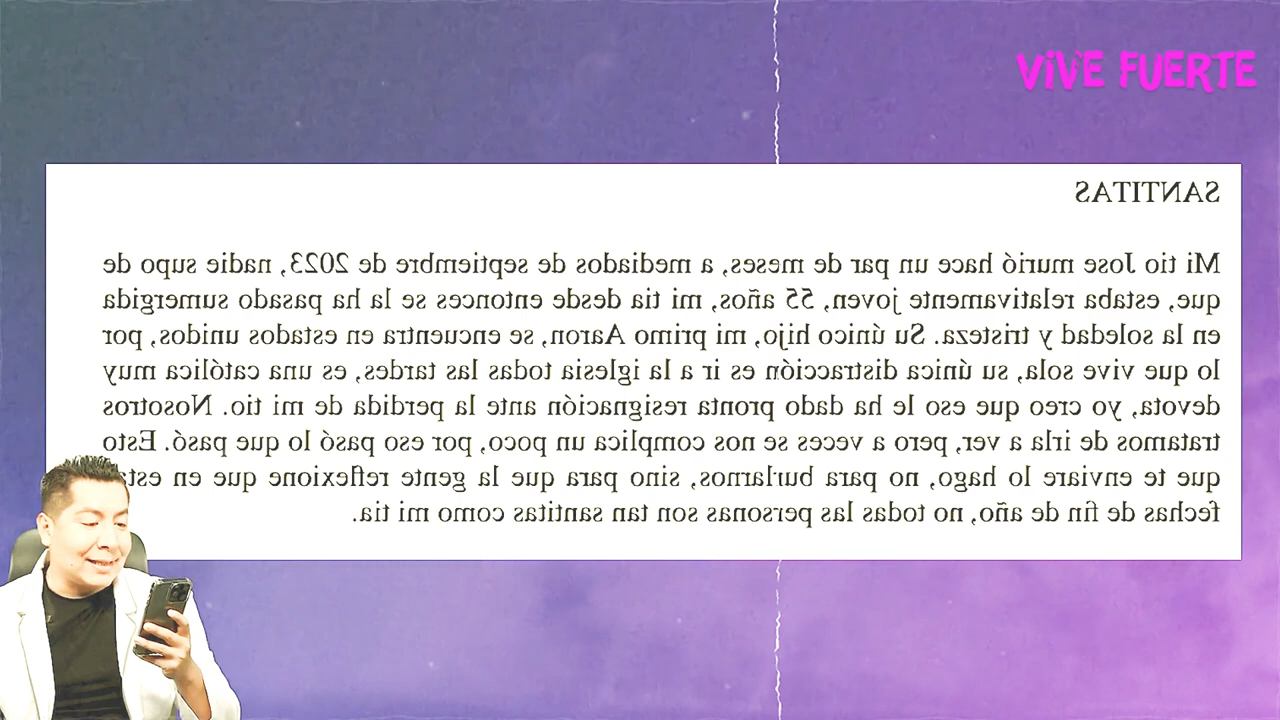 VIVE FUERTE
SANTITAS
Mi tio Jose murió hace un par de meses, a mediados de septiembre de 2023, nadie supo de
que, estaba relativamente joven, 55 años, mi tia desde entonces se la ha pasado sumergida
en la soledad y tristeza. Su único hijo, mi primo Aaron, se encuentra en estados unidos, por
lo que vive sola, su única distracción es ir a la iglesia todas las tardes, es una católica muy
devota, yo creo que eso le ha dado pronta resignación ante la perdida de mi tio. Nosotros
tratamos de irla a ver, pero a veces se nos complica un poco, por eso pasó lo que pasó. Esto
que te enviare lo hago, no para burlarnos, sino para que la gente reflexione que en esta
fechas de fin de año, no todas las personas son tan santitas como mi tia.